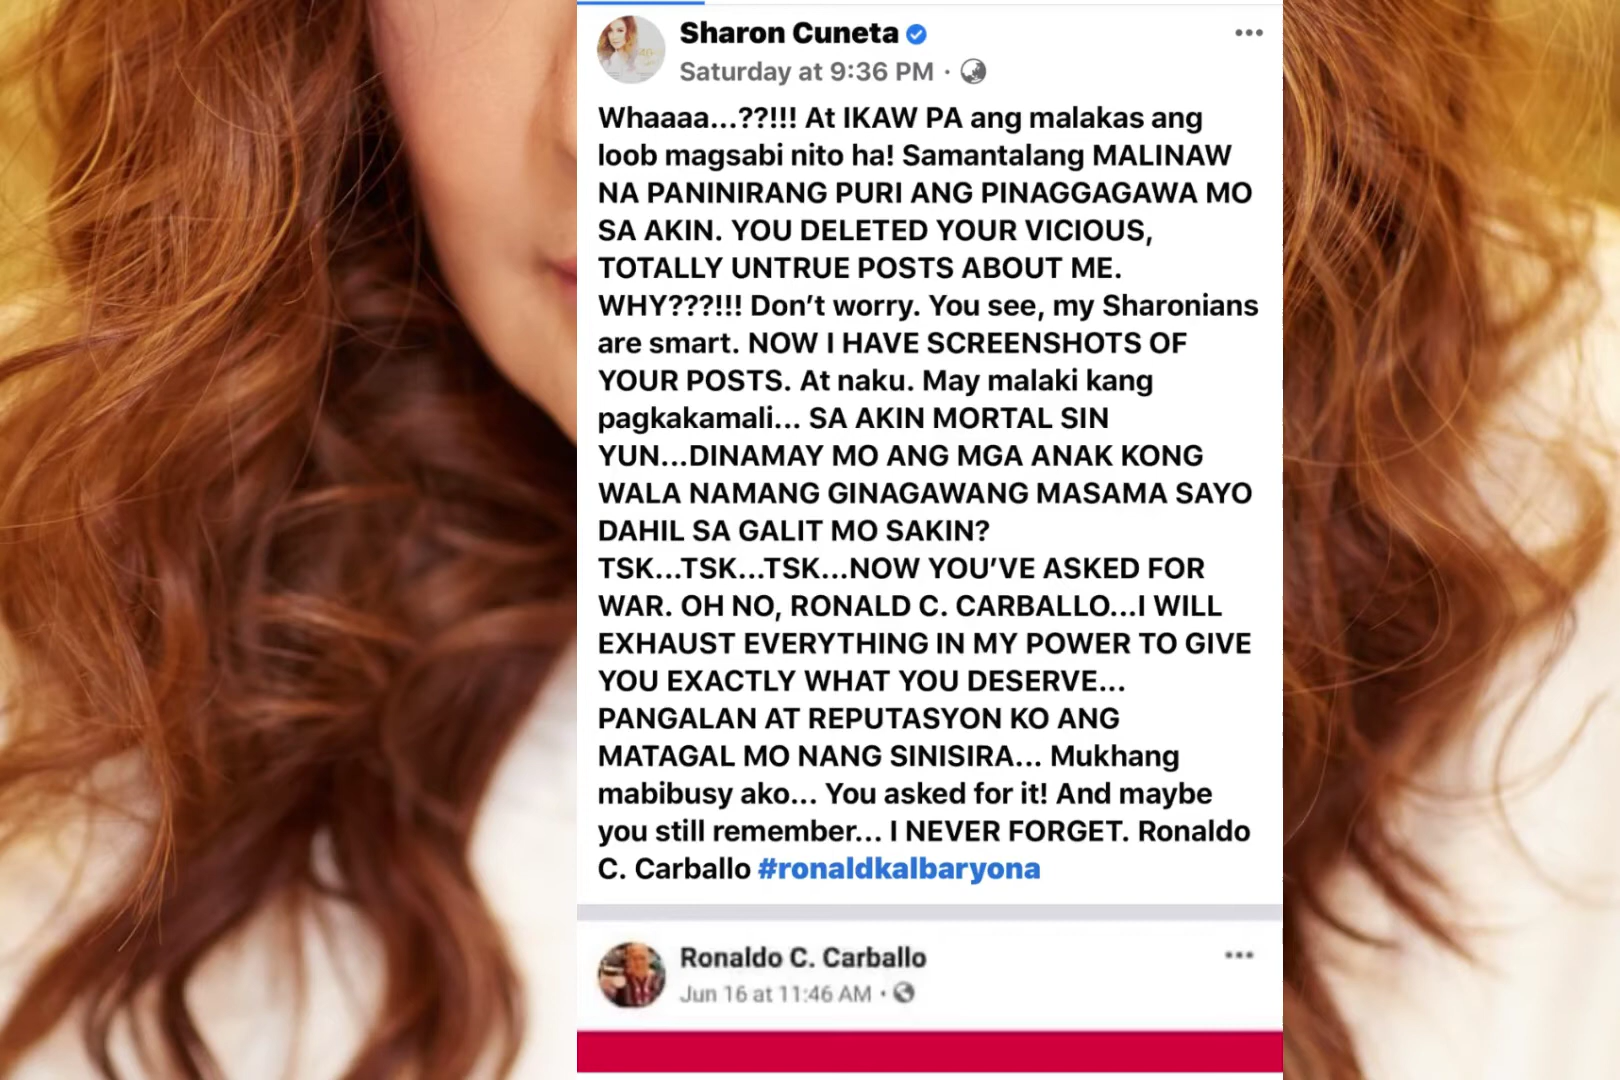 Sharon Cuneta
Saturday at 9:36 PM ·
Whaaaa...??!!! At IKAW PA ang malakas ang
loob magsabi nito ha! Samantalang MALINAW
NA PANINIRANG PURI ANG PINAGGAGAWA MO
SA AKIN. YOU DELETED YOUR VICIOUS,
TOTALLY UNTRUE POSTS ABOUT ME.
WHY???!!! Don’t worry. You see, my Sharonians
are smart. NOW I HAVE SCREENSHOTS OF
YOUR POSTS. At naku. May malaki kang
pagkakamali... SA AKIN MORTAL SIN
YUN...DINAMAY MO ANG MGA ANAK KONG
WALA NAMANG GINAGAWANG MASAMA SAYO
DAHIL SA GALIT MO SAKIN?
TSK...TSK...TSK...NOW YOU’VE ASKED FOR
WAR. OH NO, RONALD C. CARBALLO...I WILL
EXHAUST EVERYTHING IN MY POWER TO GIVE
YOU EXACTLY WHAT YOU DESERVE...
PANGALAN AT REPUTASYON KO ANG
MATAGAL MO NANG SINISIRA... Mukhang
mabibusy ako... You asked for it! And maybe
you still remember... I NEVER FORGET. Ronaldo
C. Carballo #ronaldkalbaryona
Ronaldo C. Carballo
Jun 16 at 11:46 AM ·